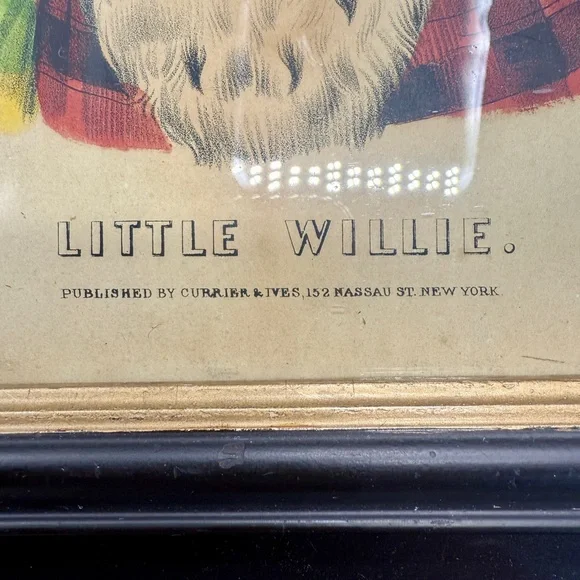 LITTLE WILLIE.
PUBLISHED BY CURRIER & IVES, 152 NASSAU ST. NEW YORK.